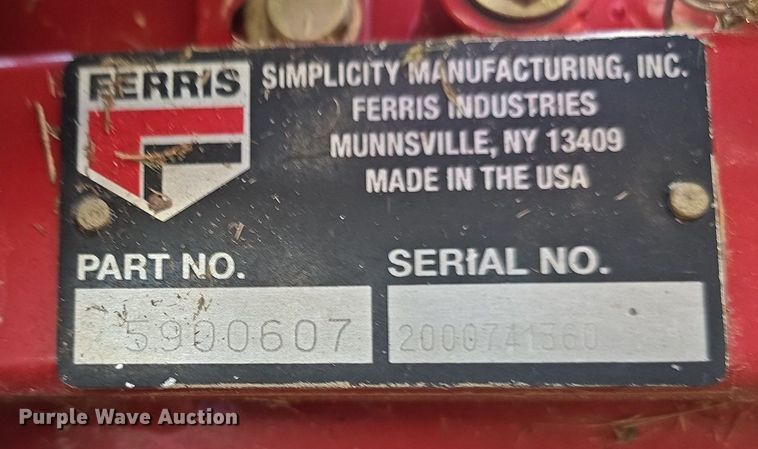 FERRIS
SIMPLICITY MANUFACTURING, INC.
FERRIS INDUSTRIES
MUNNSVILLE, NY 13409
MADE IN THE USA
PART NO.
SERIAL NO.
5900607
2000741360
Purple Wave Auction